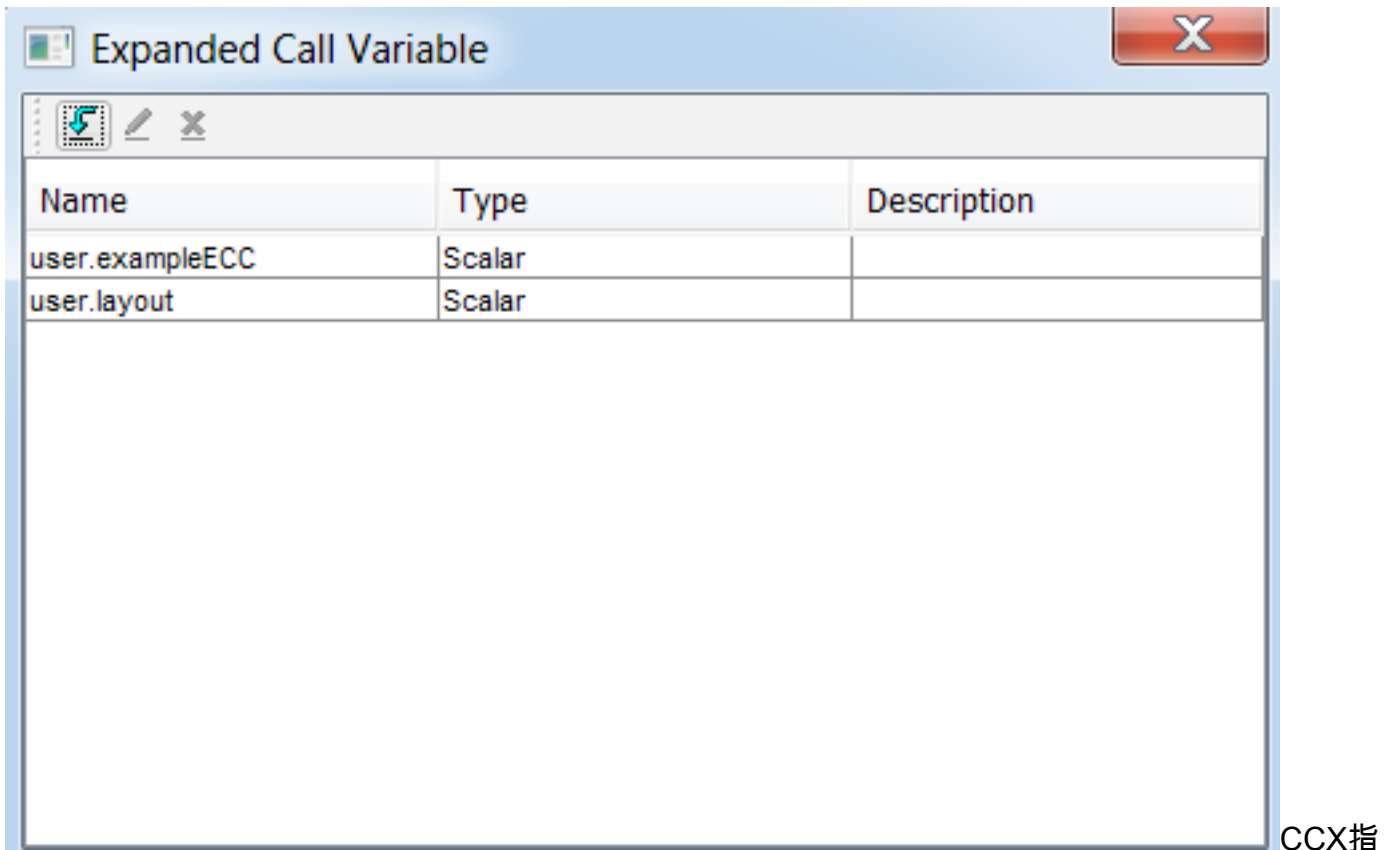 Expanded Call Variable
Name Type Description
user.exampleECC Scalar
user.layout Scalar
CCX指